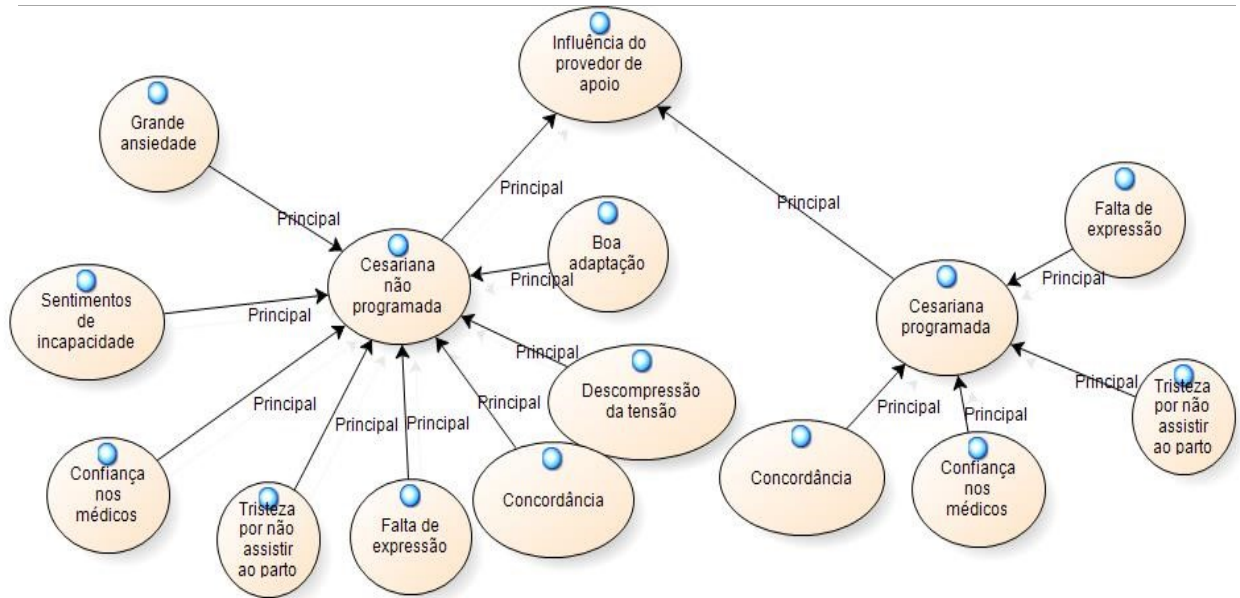 Influência do
provedor de
apoio
Grande
ansiedade
Principal
Principal
Principal
Cesariana
não
programada
Boa
adaptação
Principal
Falta de
expressão
Principal
Cesariana
programada
Sentimentos
de
incapacidade
Principal
Principal
Descompressão
da tensão
Principal
Tristeza
por não
assistir
ao parto
Principal
Confiança
nos
médicos
Principal
Tristeza
por não
assistir
ao parto
Principal
Falta de
expressão
Principal
Concordância
Principal
Concordância
Principal
Confiança
nos
médicos
Principal